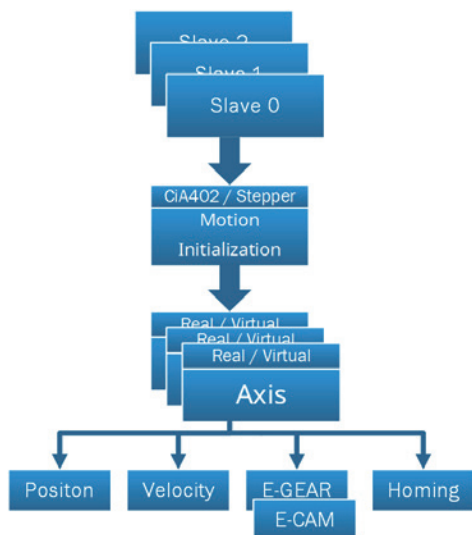 Slave 2
Slave 1
Slave 0
CiA402 / Stepper
Motion
Initialization
Real / Virtual
Real / Virtual
Real / Virtual
Axis
Positon
Velocity
E-GEAR
Homing
E-CAM